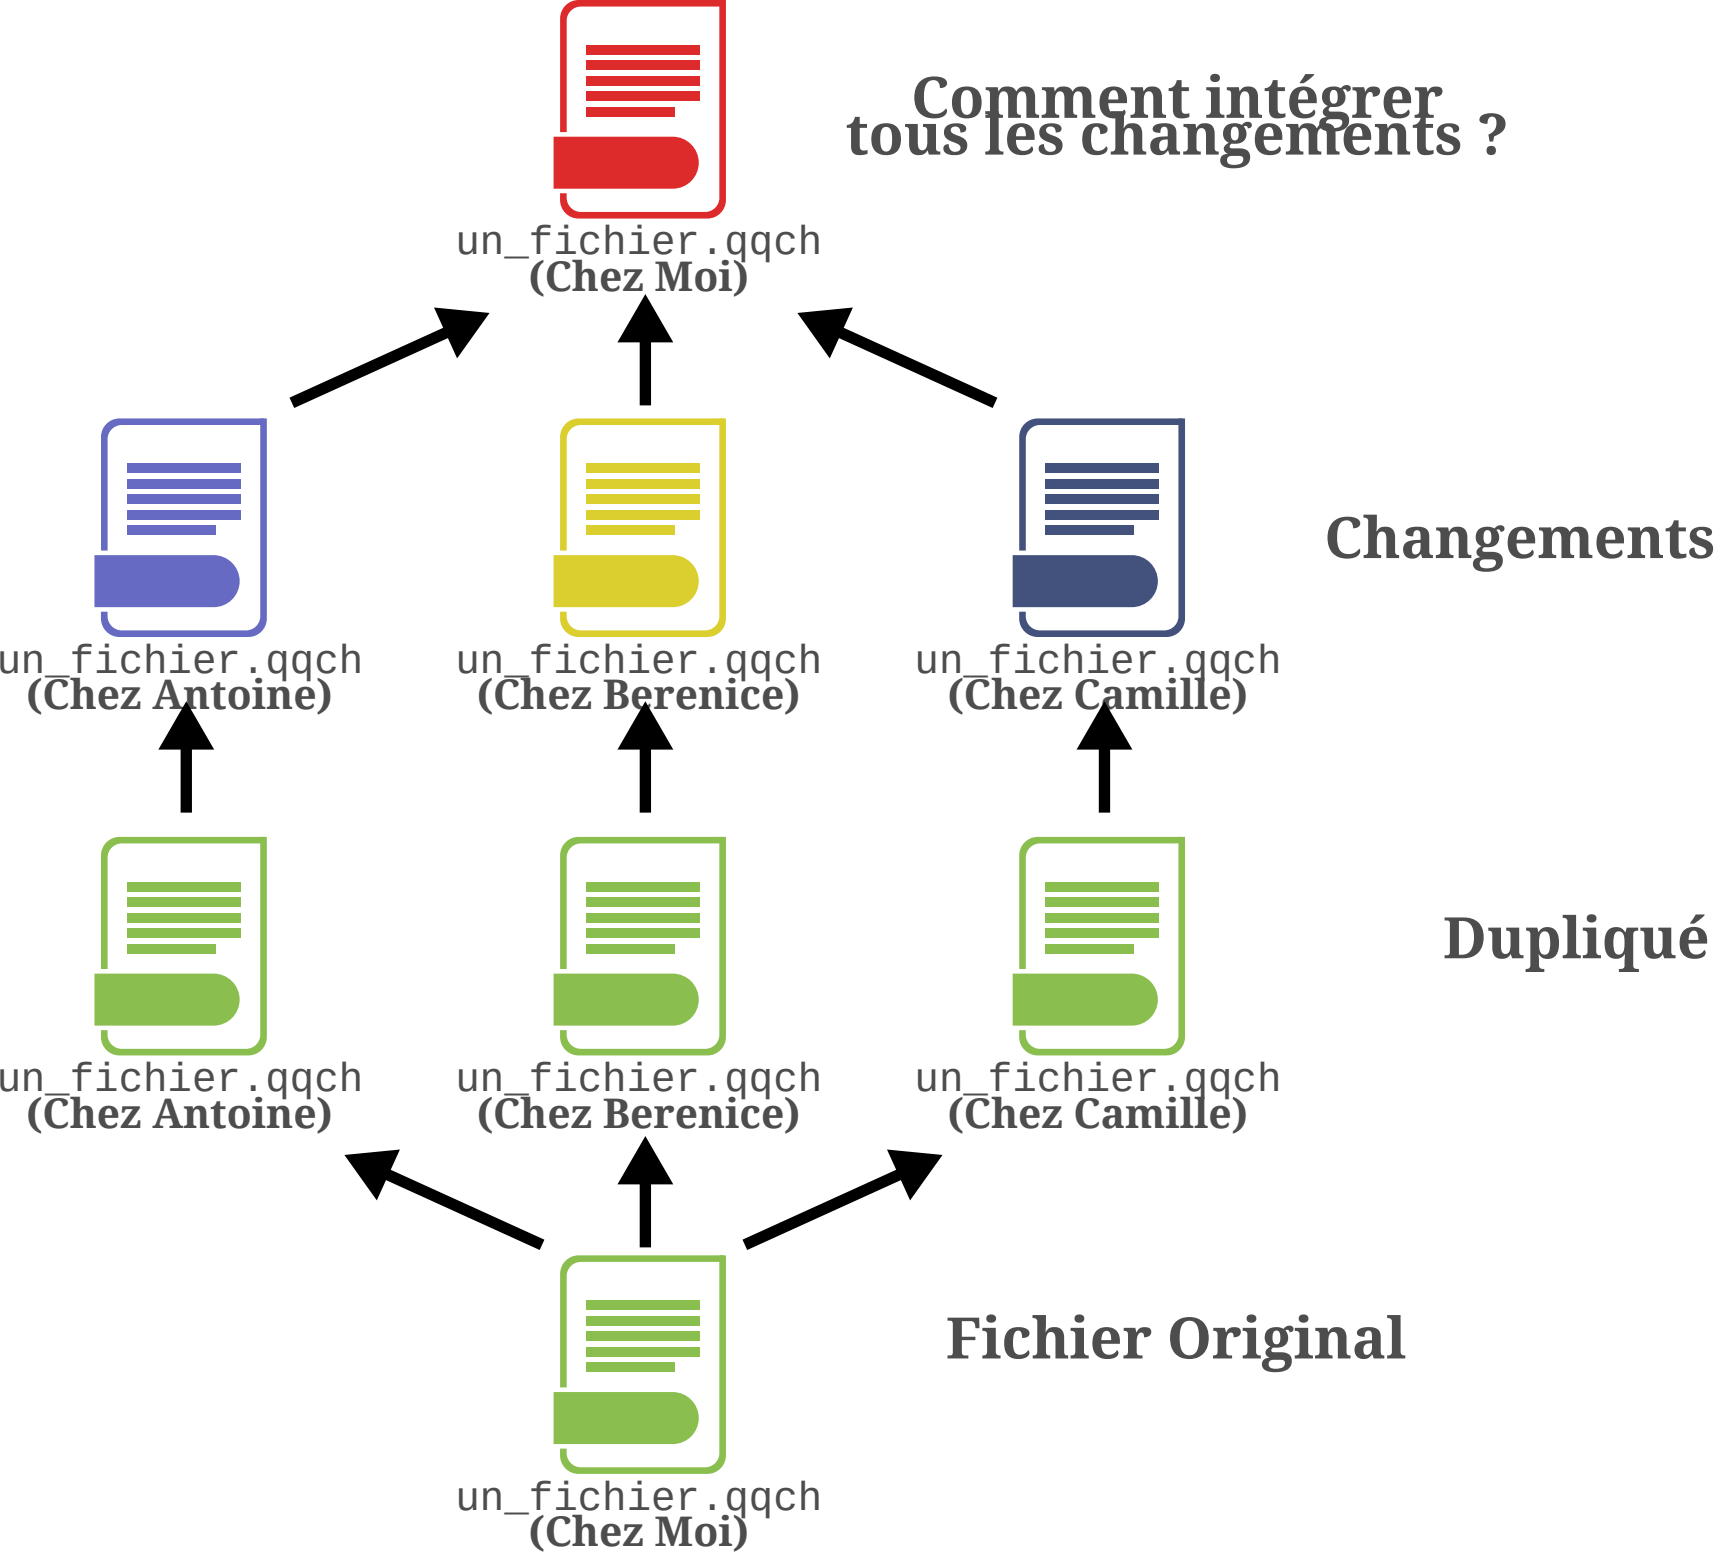 Comment intégrer
tous les changements ?
un_fichier.qqch
(Chez Moi)
un_fichier.qqch
(Chez Antoine)
un_fichier.qqch
(Chez Berenice)
un_fichier.qqch
(Chez Camille)
Changements
un_fichier.qqch
(Chez Antoine)
un_fichier.qqch
(Chez Berenice)
un_fichier.qqch
(Chez Camille)
Dupliqué
Fichier Original
un_fichier.qqch
(Chez Moi)